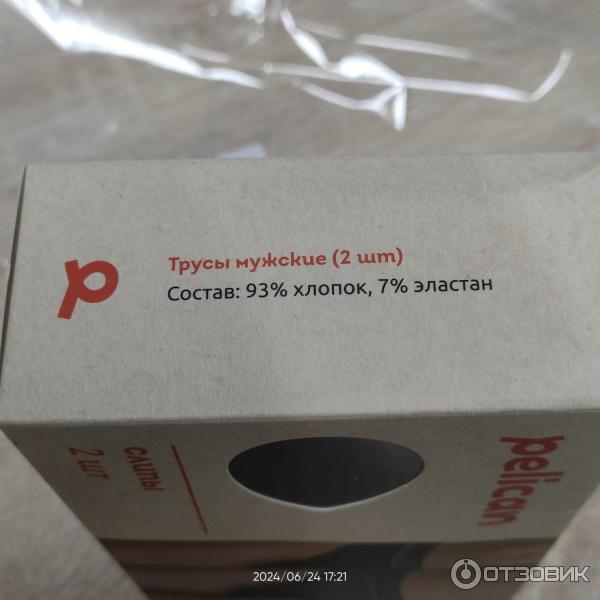 Трусы мужские (2 шт)
Состав: 93% хлопок, 7% эластан
pelican
слипы
2 шт
2024/06/24 17:21
ОТЗОВИК